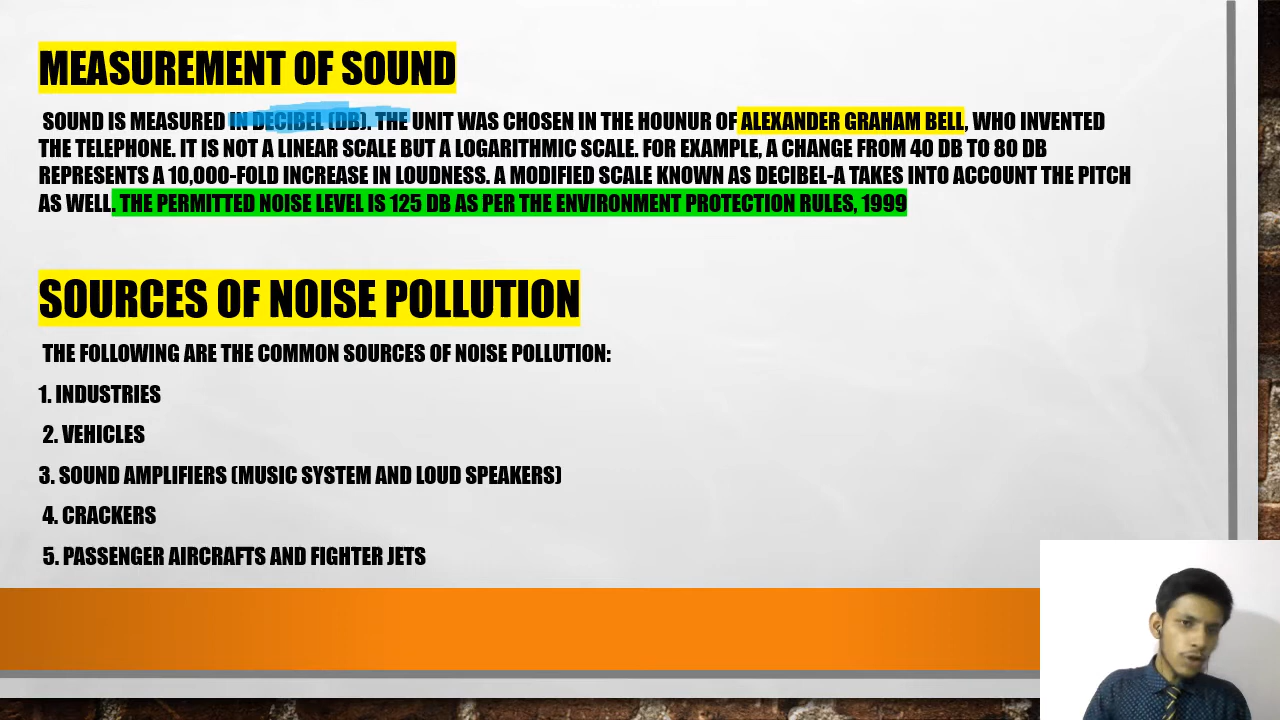 MEASUREMENT OF SOUND
SOUND IS MEASURED IN DECIBEL (DB). THE UNIT WAS CHOSEN IN THE HOUNUR OF ALEXANDER GRAHAM BELL, WHO INVENTED
THE TELEPHONE. IT IS NOT A LINEAR SCALE BUT A LOGARITHMIC SCALE. FOR EXAMPLE, A CHANGE FROM 40 DB TO 80 DB
REPRESENTS A 10,000-FOLD INCREASE IN LOUDNESS. A MODIFIED SCALE KNOWN AS DECIBEL-A TAKES INTO ACCOUNT THE PITCH
AS WELL. THE PERMITTED NOISE LEVEL IS 125 DB AS PER THE ENVIRONMENT PROTECTION RULES, 1999
SOURCES OF NOISE POLLUTION
THE FOLLOWING ARE THE COMMON SOURCES OF NOISE POLLUTION:
1. INDUSTRIES
2. VEHICLES
3. SOUND AMPLIFIERS (MUSIC SYSTEM AND LOUD SPEAKERS)
4. CRACKERS
5. PASSENGER AIRCRAFTS AND FIGHTER JETS